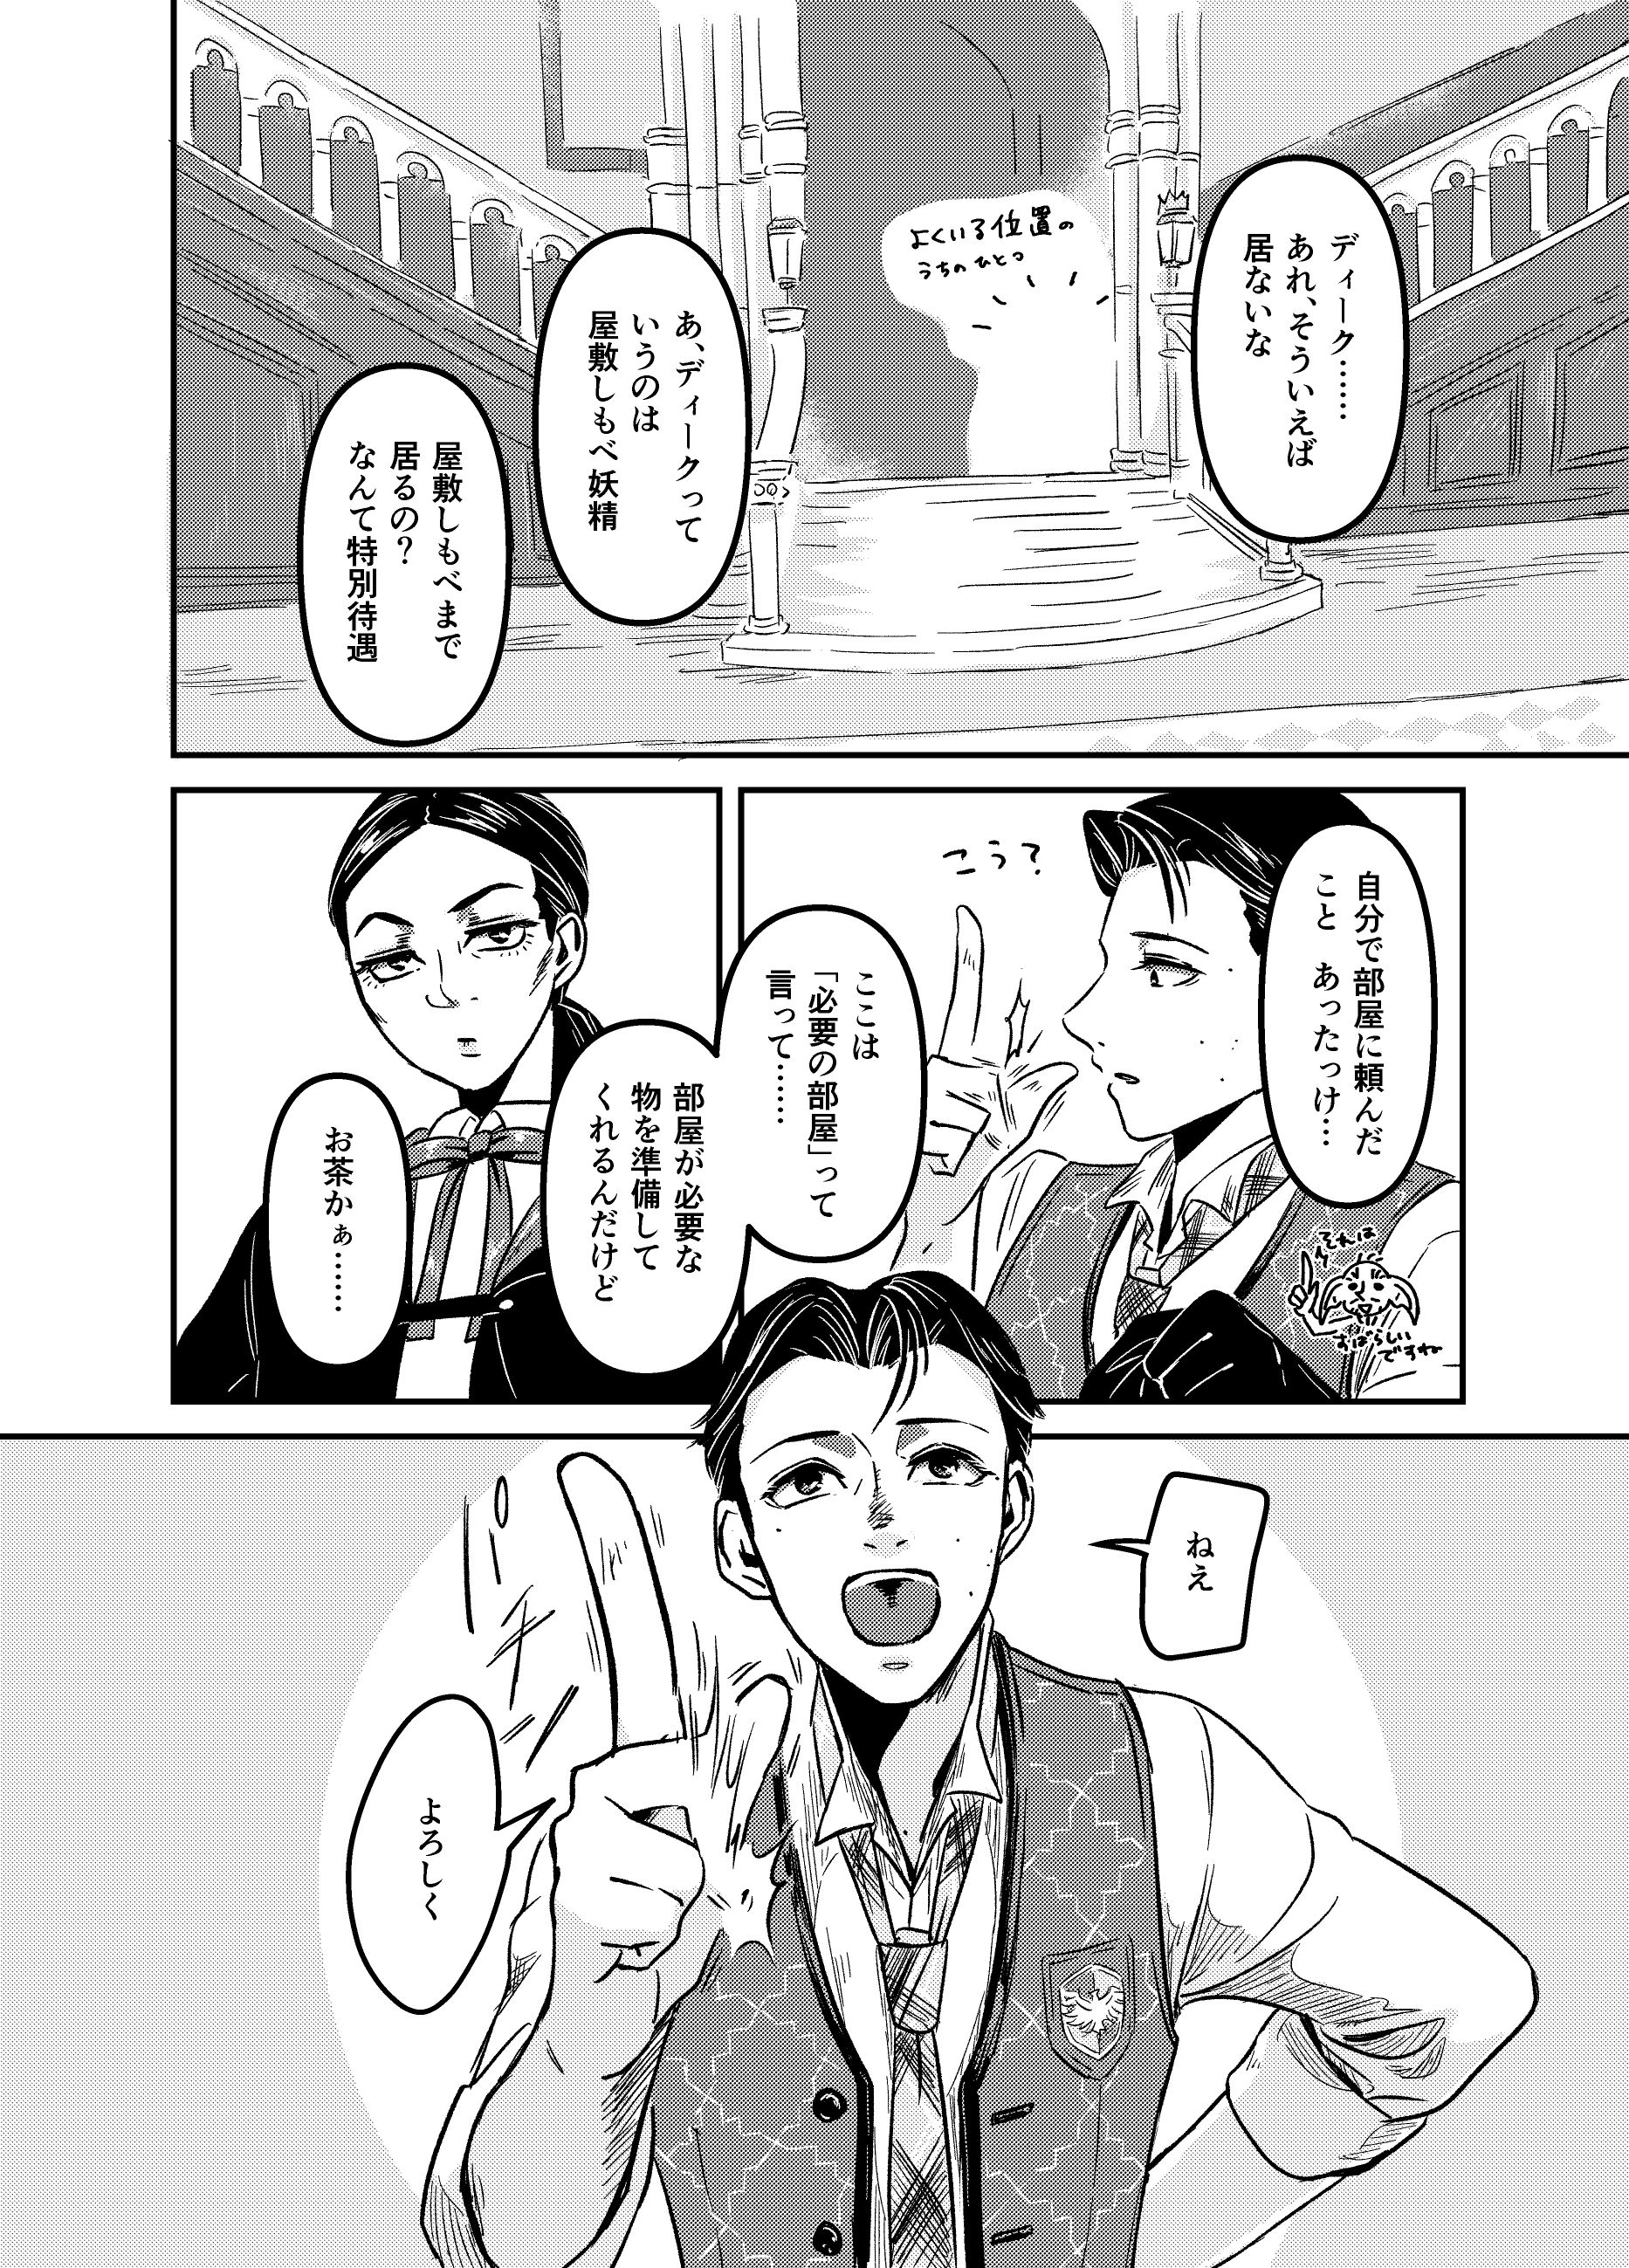 ディーク……
あれ、そういえば
居ないな
よくいる位置の
うちのひとつ
あ、ディークって
いうのは
屋敷しもべ妖精
屋敷しもべまで
居るの？
なんて特別待遇
自分で部屋に頼んだ
こと　あったっけ…
こう？
それは
すばらしい
ですね
ここは
「必要の部屋」って
言って……
部屋が必要な
物を準備して
くれるんだけど
お茶かぁ……
ねえ
よろしく